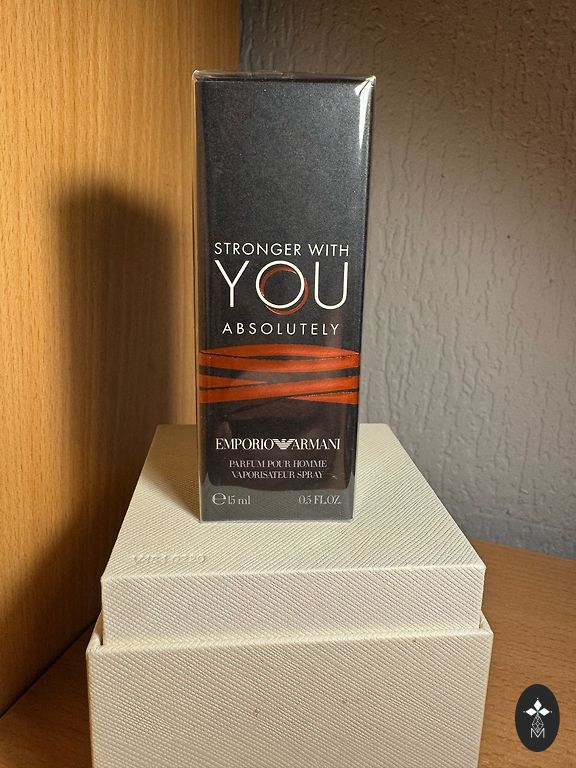 STRONGER WITH
YOU
ABSOLUTELY
EMPORIO ARMANI
PARFUM POUR HOMME
VAPORISATEUR SPRAY
℮15 ml 0.5 FL.OZ.
M